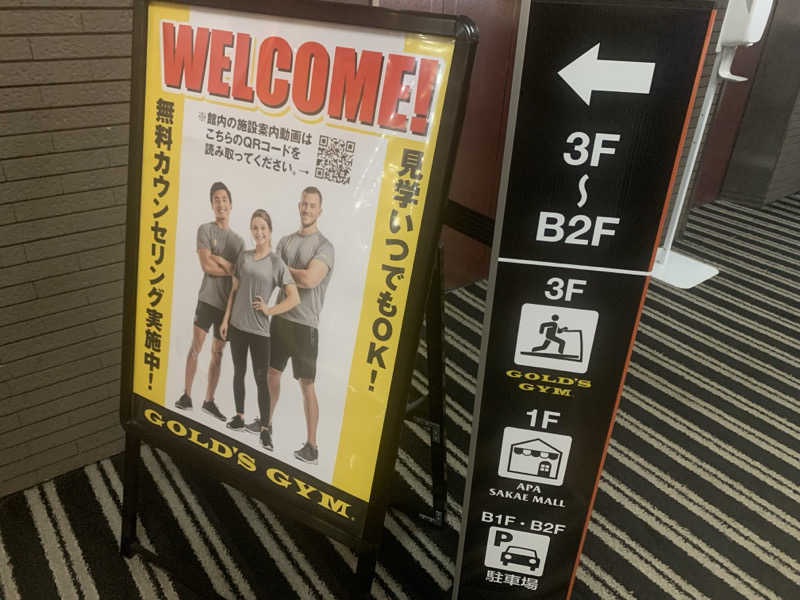 WELCOME!
※館内の施設案内動画は
こちらのQRコードを
読み取ってください。→
見学いつでもOK!
無料カウンセリング実施中!
GOLD'S GYM.
3F
〜
B2F
3F
GOLD'S
GYM
1F
APA
SAKAE MALL
B1F・B2F
P
駐車場